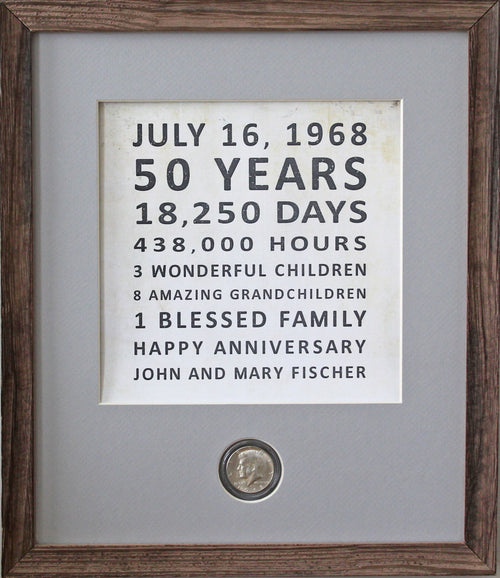 JULY 16, 1968
50 YEARS
18,250 DAYS
438,000 HOURS
3 WONDERFUL CHILDREN
8 AMAZING GRANDCHILDREN
1 BLESSED FAMILY
HAPPY ANNIVERSARY
JOHN AND MARY FISCHER